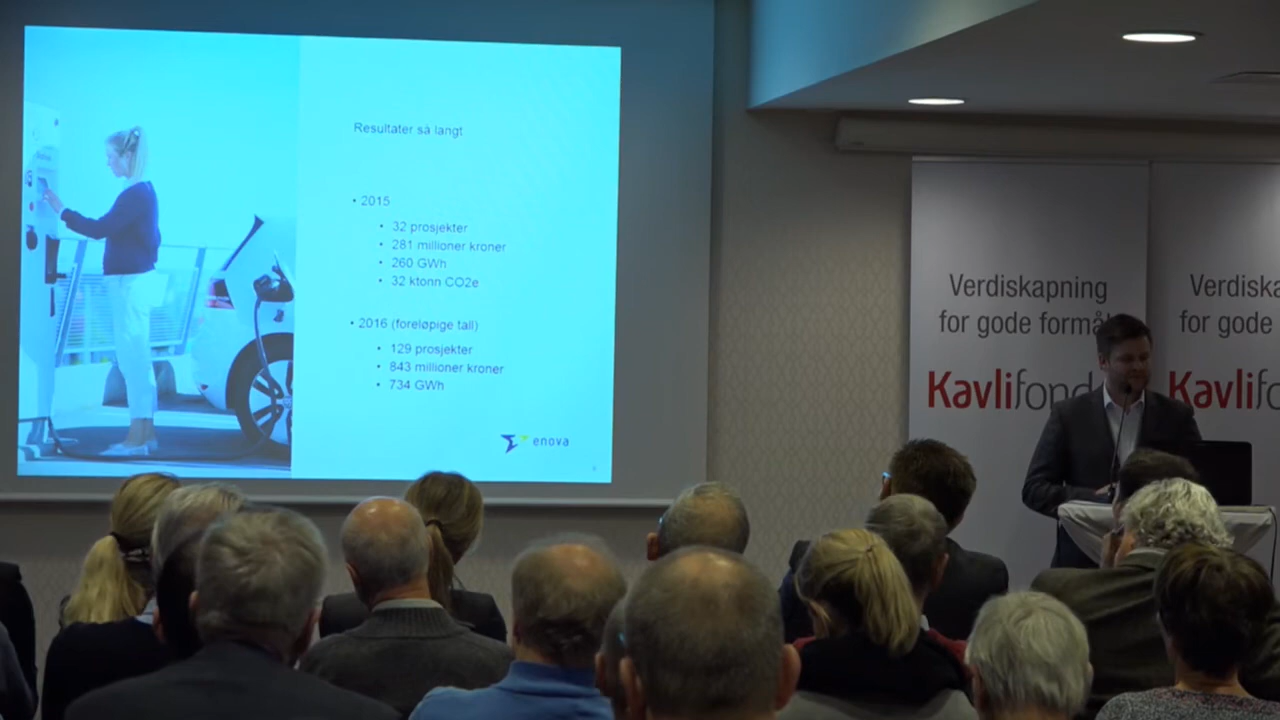 Resultater så langt
• 2015
• 32 prosjekter
• 281 millioner kroner
• 260 GWh
• 32 ktonn CO2e
• 2016 (foreløpige tall)
• 129 prosjekter
• 843 millioner kroner
• 734 GWh
enova
Verdiskapning
for gode formål
Kavlifond
Verdiska
for gode
Kavlifo